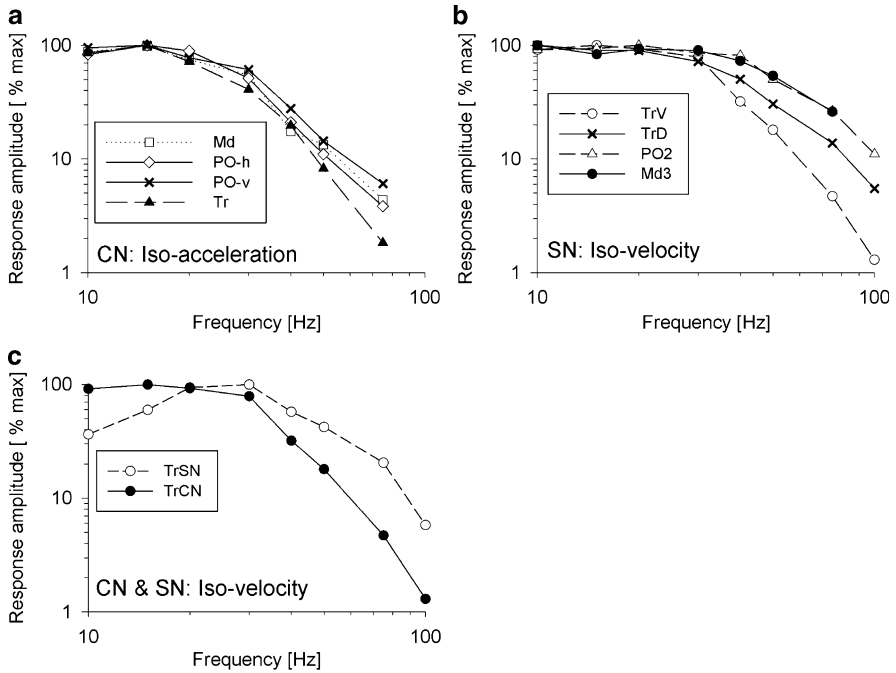 a
Response amplitude [ % max]
100
10
1
Md
PO-h
PO-v
Tr
CN: Iso-acceleration
10
100
Frequency [Hz]
b
Response amplitude [ % max]
100
10
1
TrV
TrD
PO2
Md3
SN: Iso-velocity
10
100
Frequency [Hz]
c
Response amplitude [ % max]
100
10
1
TrSN
TrCN
CN & SN: Iso-velocity
10
100
Frequency [Hz]